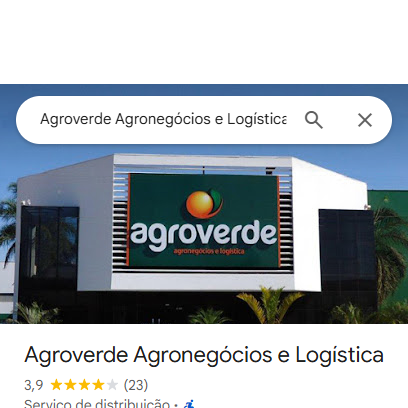 Agroverde Agronegócios e Logística
agroverde
agronegócios e logística
Agroverde Agronegócios e Logística
3,9 (23)
Serviço de distribuição ·